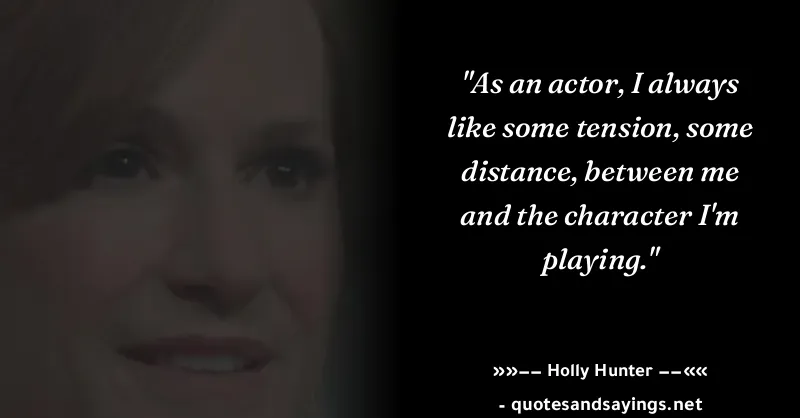 "As an actor, I always
like some tension, some
distance, between me
and the character I'm
playing."
»»−− Holly Hunter −−««
- quotesandsayings.net